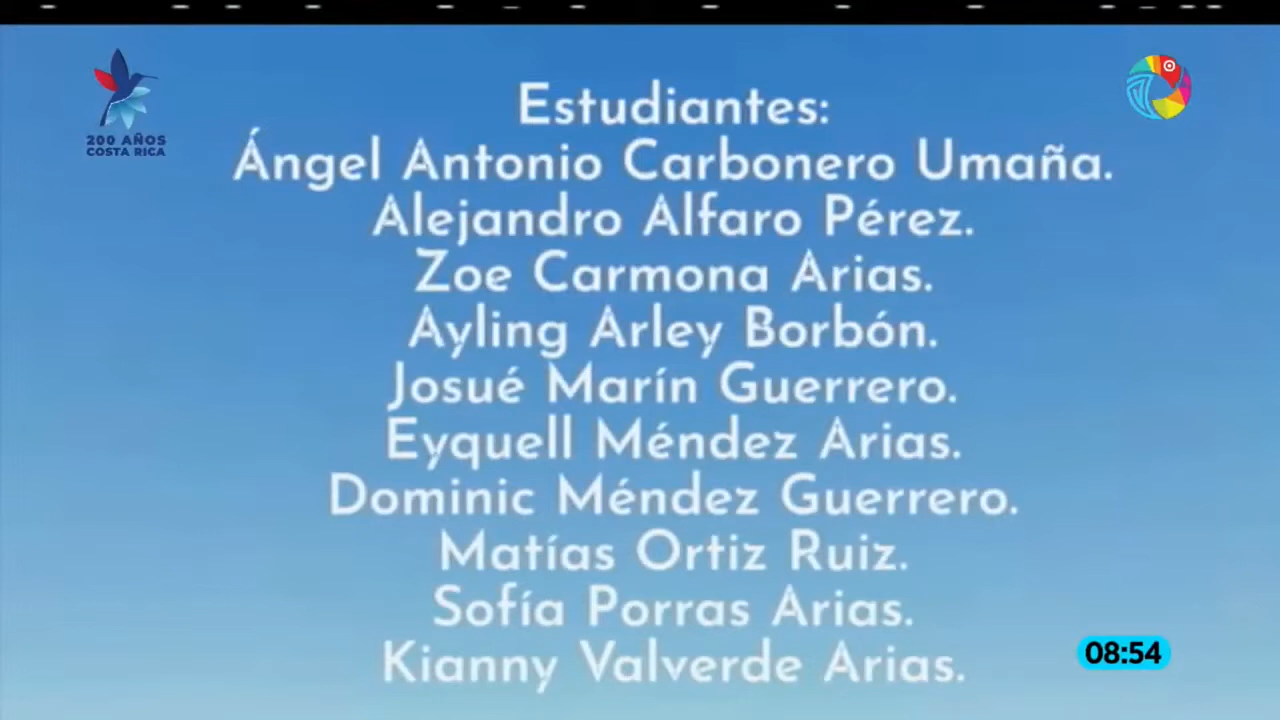 200 AÑOS
COSTA RICA
Estudiantes:
Ángel Antonio Carbonero Umaña.
Alejandro Alfaro Pérez.
Zoe Carmona Arias.
Ayling Arley Borbón.
Josué Marín Guerrero.
Eyquell Méndez Arias.
Dominic Méndez Guerrero.
Matías Ortiz Ruiz.
Sofía Porras Arias.
Kianny Valverde Arias.
08:54